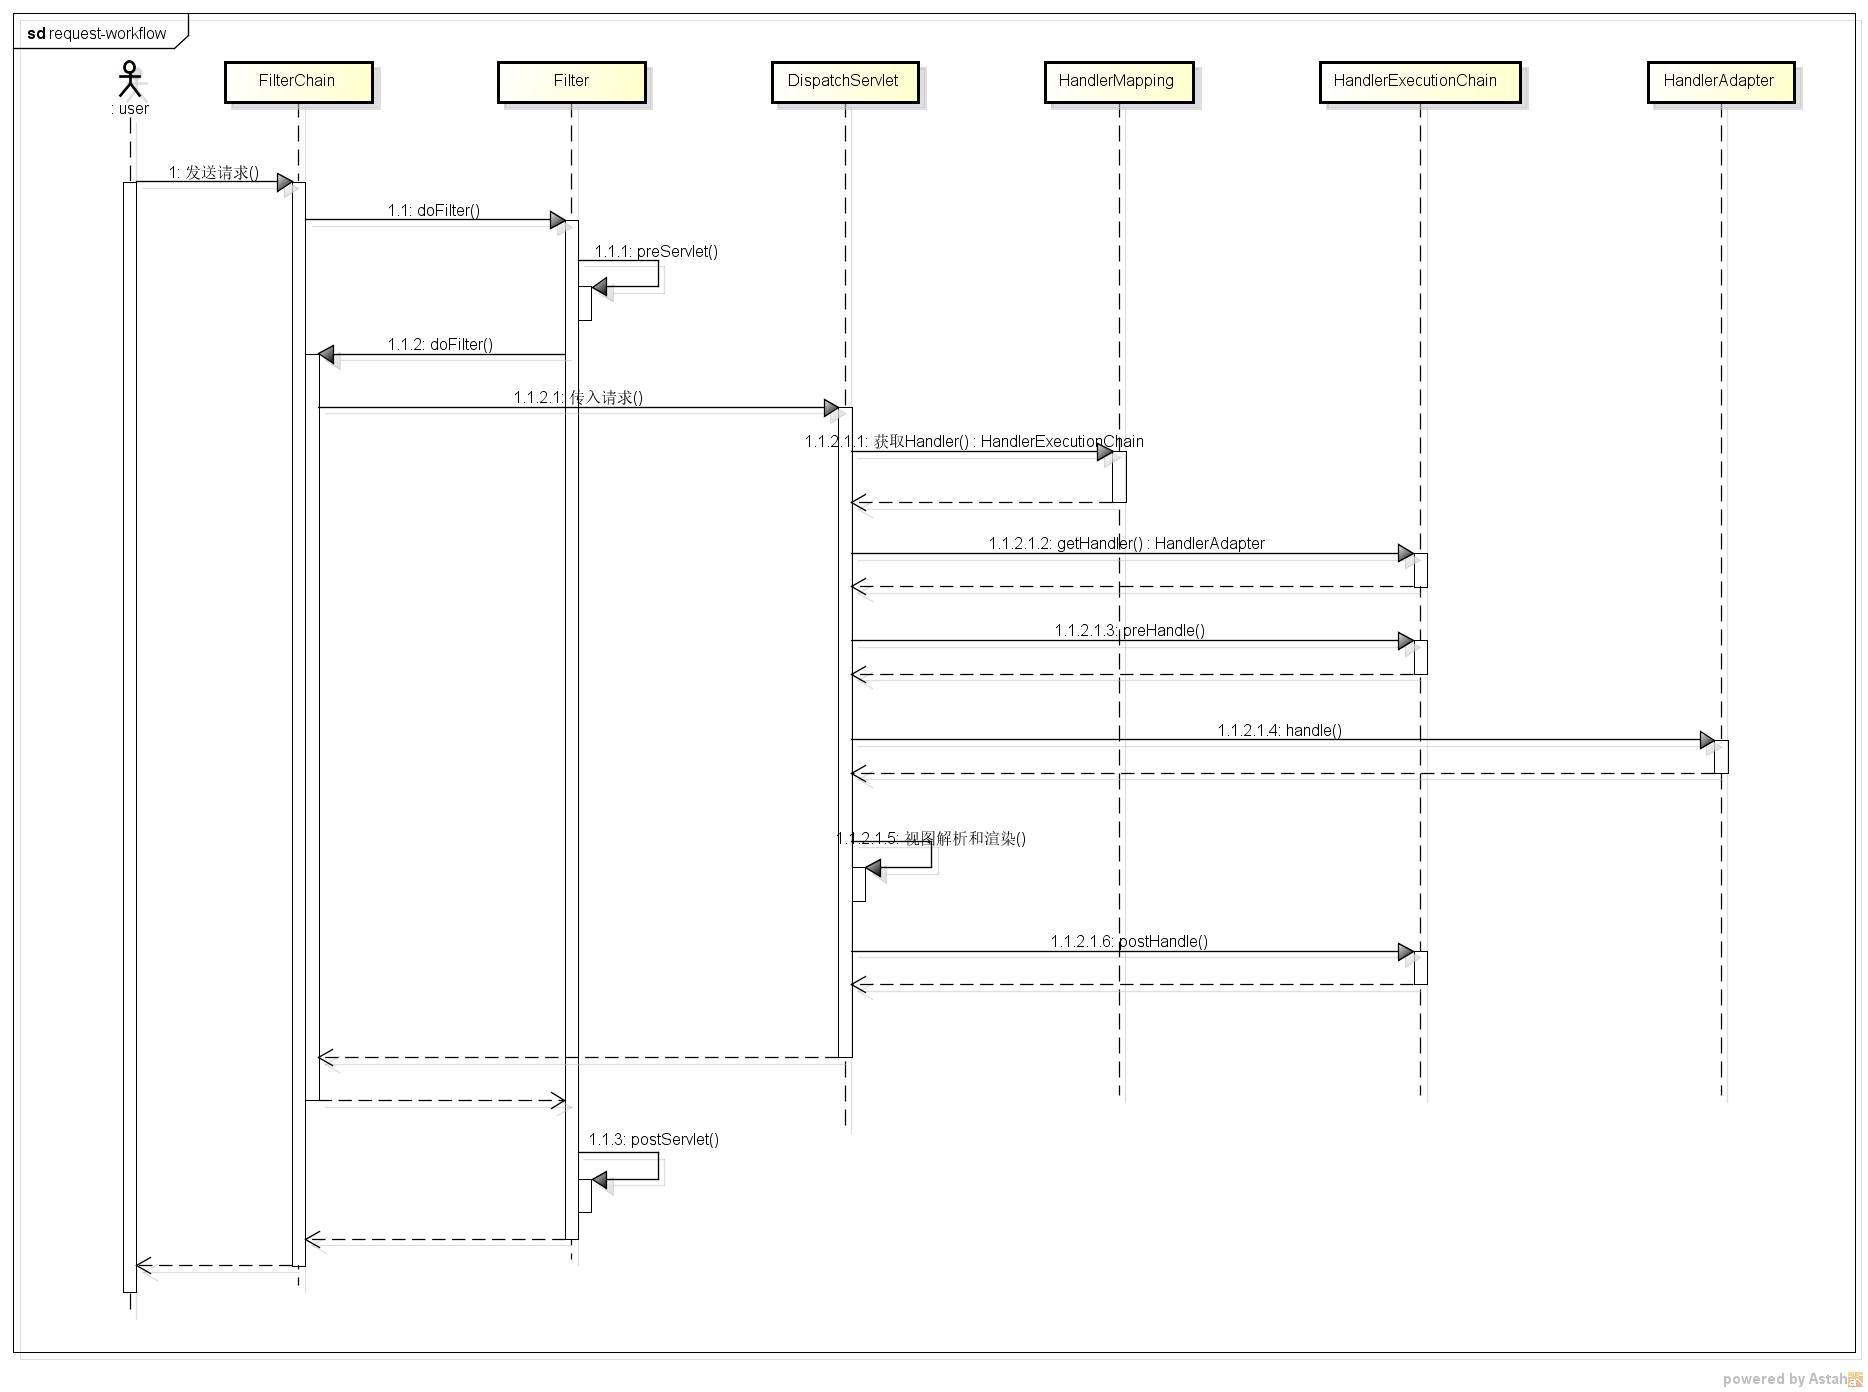 sd request-workflow
: user
FilterChain
Filter
DispatchServlet
HandlerMapping
HandlerExecutionChain
HandlerAdapter
1: 发送请求()
1.1: doFilter()
1.1.1: preServlet()
1.1.2: doFilter()
1.1.2.1: 传入请求()
1.1.2.1.1: 获取Handler() : HandlerExecutionChain
1.1.2.1.2: getHandler() : HandlerAdapter
1.1.2.1.3: preHandle()
1.1.2.1.4: handle()
1.1.2.1.5: 视图解析和渲染()
1.1.2.1.6: postHandle()
1.1.3: postServlet()
powered by Astah